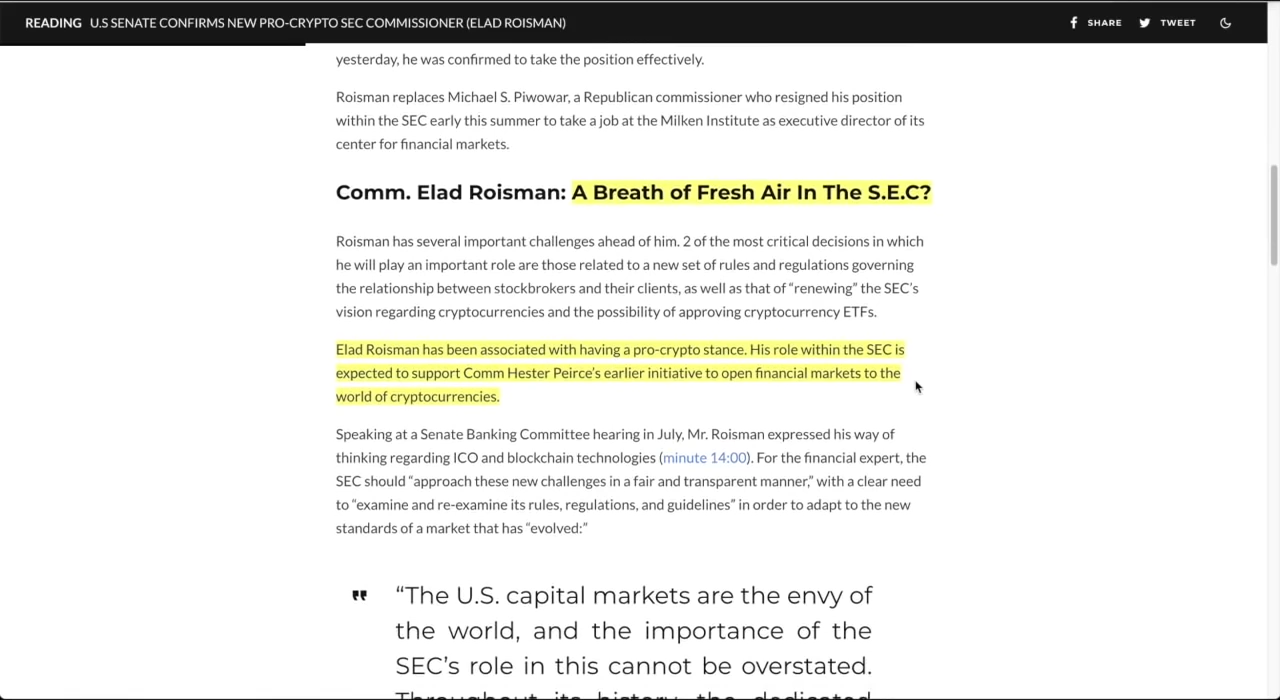 READING U.S SENATE CONFIRMS NEW PRO-CRYPTO SEC COMMISSIONER (ELAD ROISMAN)
SHARE TWEET
yesterday, he was confirmed to take the position effectively.
Roisman replaces Michael S. Piwowar, a Republican commissioner who resigned his position
within the SEC early this summer to take a job at the Milken Institute as executive director of its
center for financial markets.
Comm. Elad Roisman: A Breath of Fresh Air In The S.E.C?
Roisman has several important challenges ahead of him. 2 of the most critical decisions in which
he will play an important role are those related to a new set of rules and regulations governing
the relationship between stockbrokers and their clients, as well as that of “renewing” the SEC’s
vision regarding cryptocurrencies and the possibility of approving cryptocurrency ETFs.
Elad Roisman has been associated with having a pro-crypto stance. His role within the SEC is
expected to support Comm Hester Peirce’s earlier initiative to open financial markets to the
world of cryptocurrencies.
Speaking at a Senate Banking Committee hearing in July, Mr. Roisman expressed his way of
thinking regarding ICO and blockchain technologies (minute 14:00). For the financial expert, the
SEC should “approach these new challenges in a fair and transparent manner,” with a clear need
to “examine and re-examine its rules, regulations, and guidelines” in order to adapt to the new
standards of a market that has “evolved:”
“The U.S. capital markets are the envy of
the world, and the importance of the
SEC’s role in this cannot be overstated.
Throughout its history, the dedicated